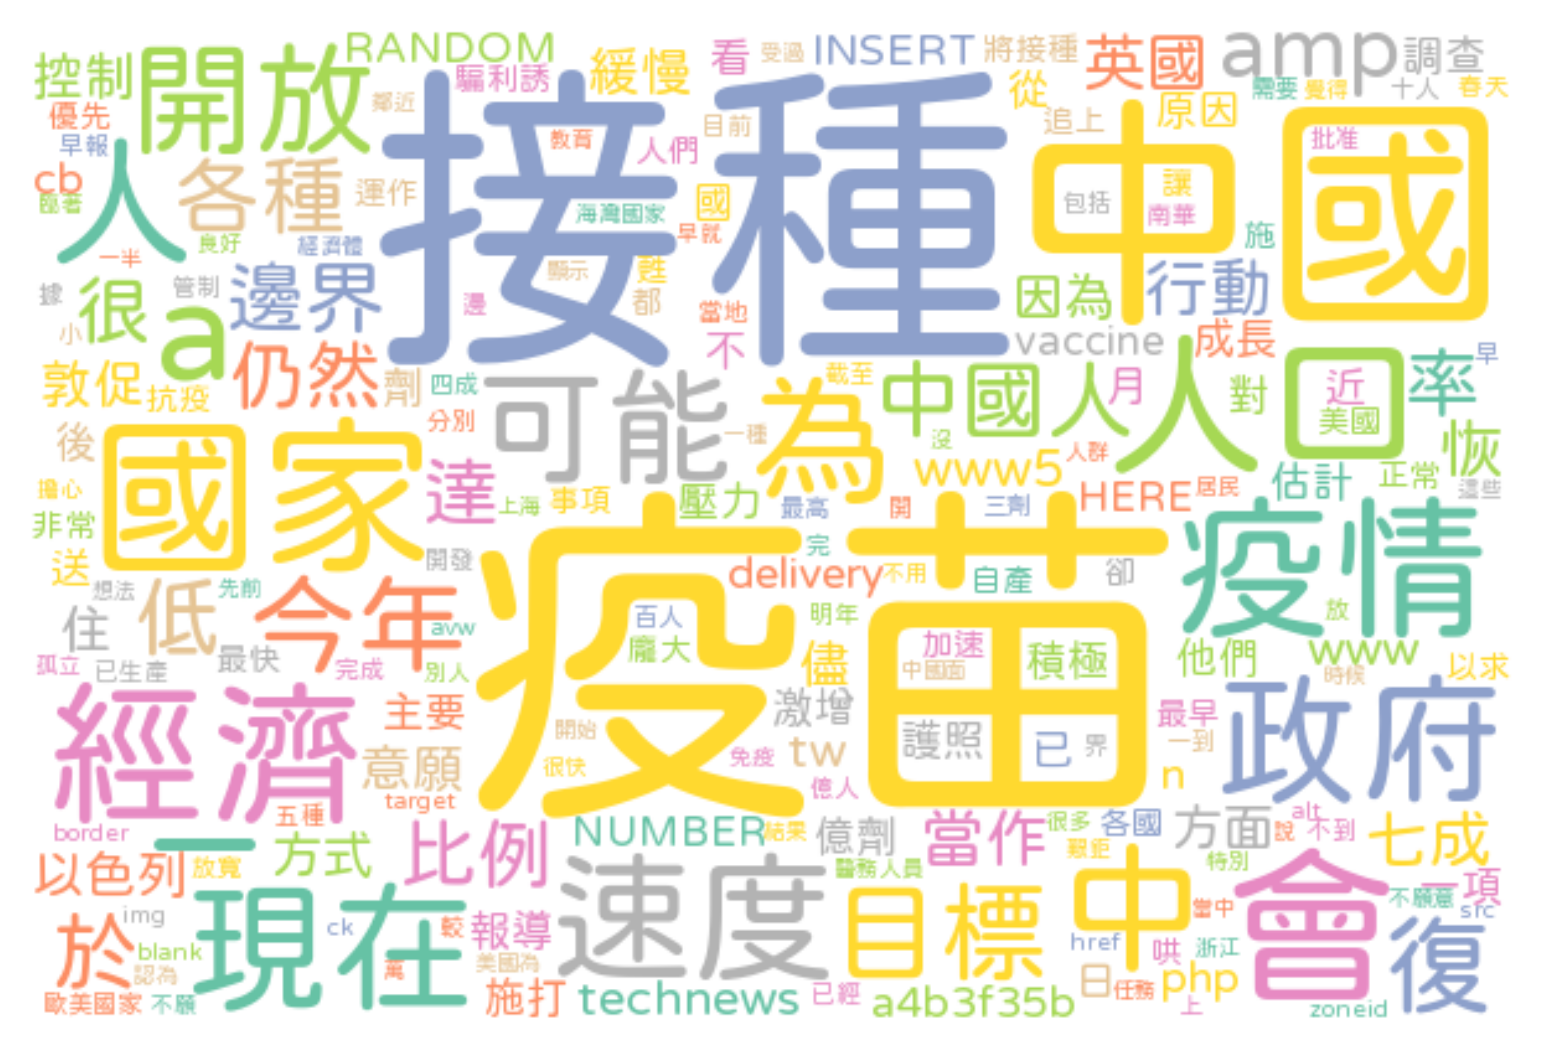 控制
開放
RANDOM
緩慢
看
受過
INSERT
將接種
英國
amp
調查
優先
騙利誘
鄰近
接種
從
需要
覺得
十人
春天
早報
追上
原因
目前
中國
批准
cb
人
各種
運作
教育
人們
海灣國家
國
包括
讓
南華
良好
經濟體
早就
施
一半
管制
邊界
顯示
甦
都
因為
行動
據
很
小
a
邊
當地
不
vaccine
成長
早
敦促
抗疫
仍然
劑
四成
可能
為
截至
中國人
月
人口
近
美國
對
率
後
國家
分別
一種
沒
www5
人群
估計
正常
恢
擔心
達
上海
事項
壓力
最高
開
三劑
HERE
居民
這些
非常
送
開發
疫苗
完
delivery
不用
自產
卻
疫情
想法
先前
低
住
今年
avw
百人
明年
放
他們
www
以求
時候
孤立
已生產
最快
完成
別人
龐大
儘
加速
中國面
積極
經濟
主要
開始
激增
護照
已
界
最早
政府
意願
很快
免疫
tw
一到
target
億人
n
五種
border
一
方式
比例
NUMBER
結果
億劑
當作
很多
各國
方面
說
alt
不到
七成
以色列
放寬
速度
醫務人員
艱鉅
特別
中
會
一項
不願意
src
於
img
現在
ck
較
報導
目標
當中
復
blank
認為
萬
美國為
href
哄
浙江
歐美國家
不願
施打
technews
已經
a4b3f35b
日
任務
php
上
zoneid